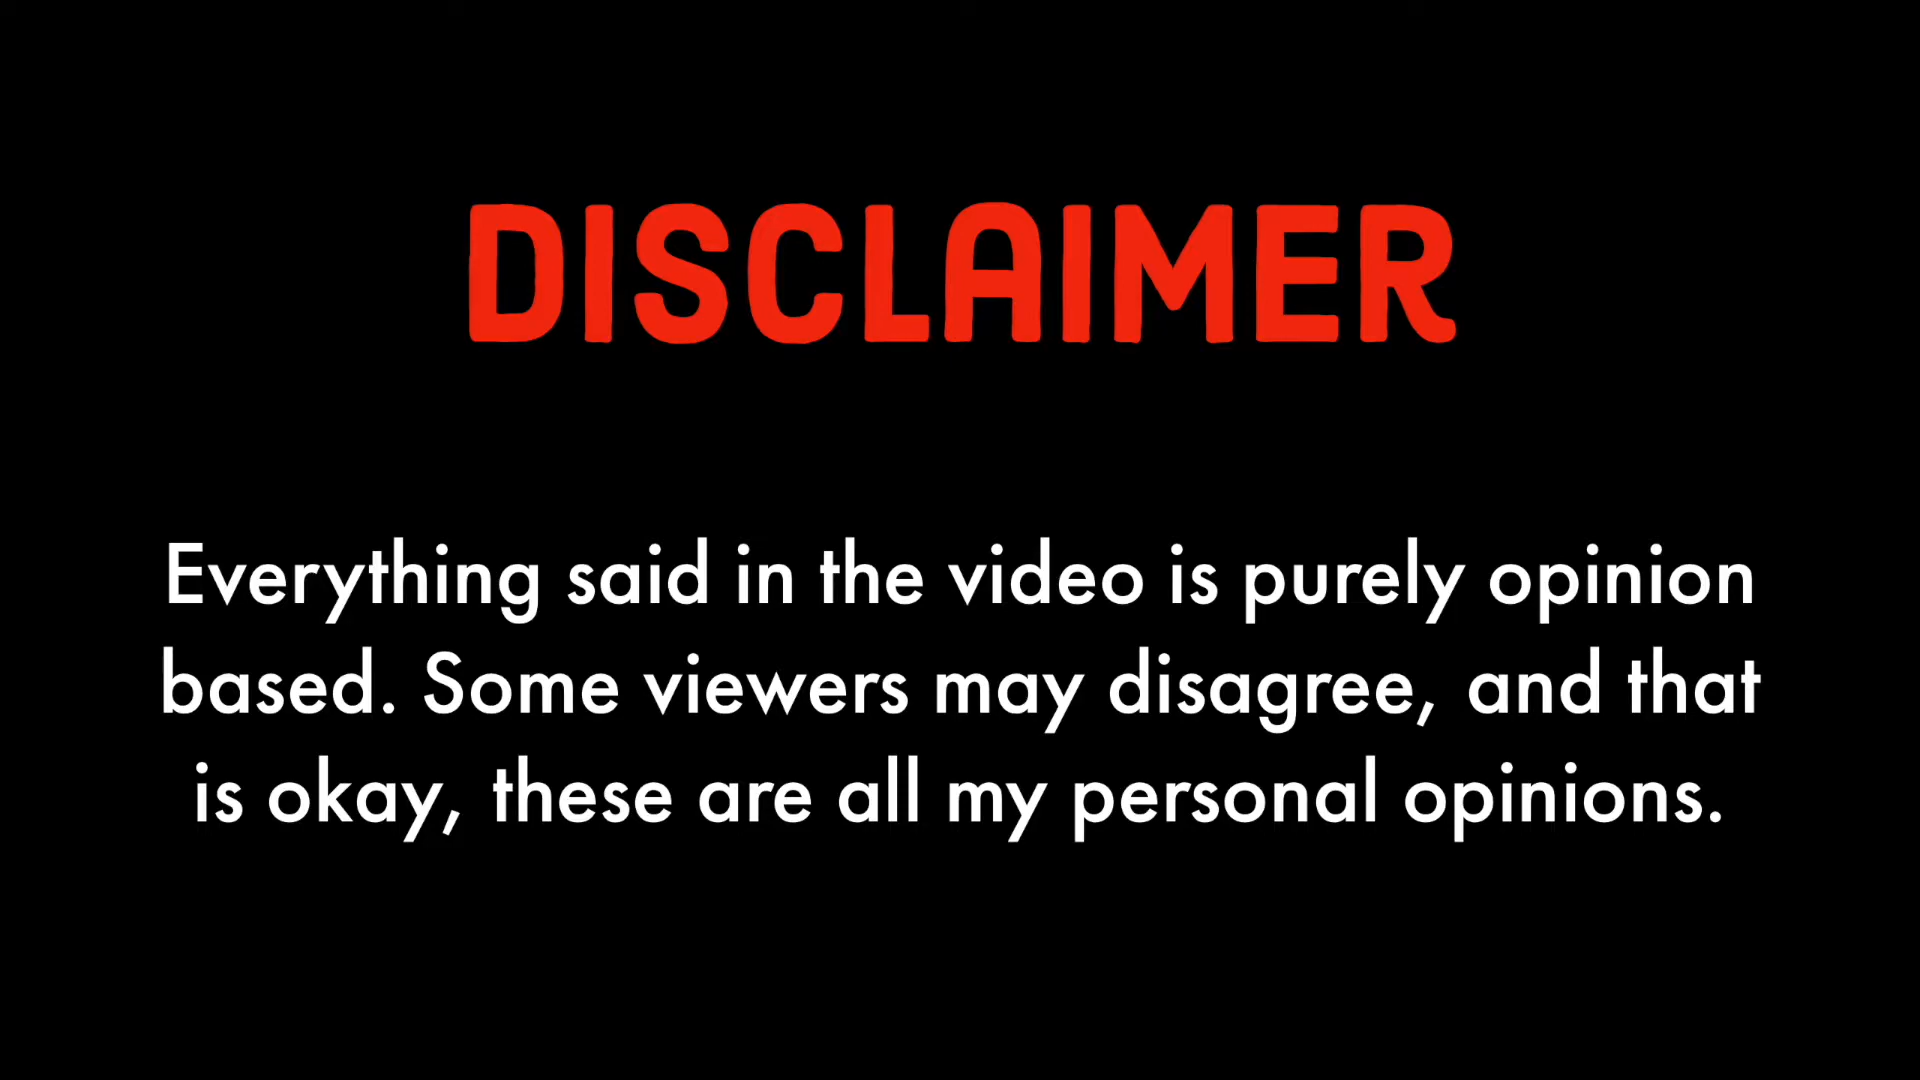 DISCLAIMER
Everything said in the video is purely opinion
based. Some viewers may disagree, and that
is okay, these are all my personal opinions.